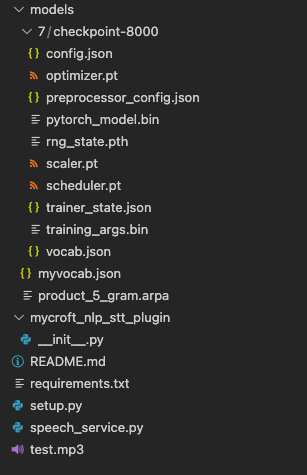 models
7/checkpoint-8000
{} config.json
optimizer.pt
{} preprocessor_config.json
pytorch_model.bin
rng_state.pth
scaler.pt
scheduler.pt
{} trainer_state.json
training_args.bin
{} vocab.json
{} myvocab.json
product_5_gram.arpa
mycroft_nlp_stt_plugin
__init__.py
README.md
requirements.txt
setup.py
speech_service.py
test.mp3